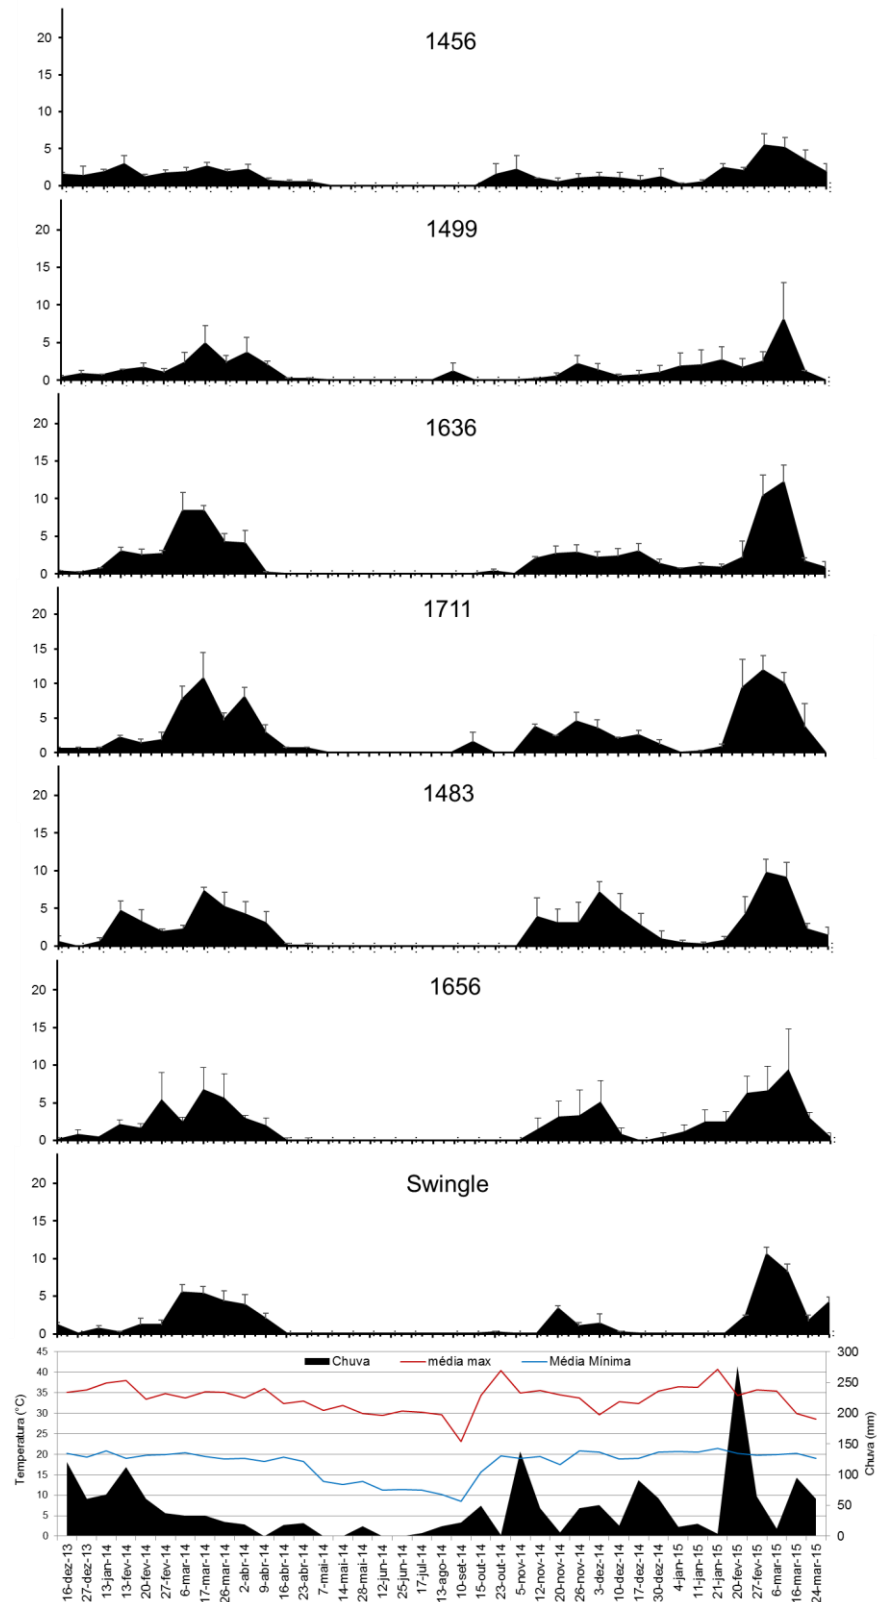 1456
20
15
10
5
0
1499
20
15
10
5
0
1636
20
15
10
5
0
1711
20
15
10
5
0
1483
20
15
10
5
0
1656
20
15
10
5
0
Swingle
20
15
10
5
0
Chuva média max Média Mínima
Temperatura (°C)
45
40
35
30
25
20
15
10
5
0
300
250
200
150
100
50
0
Chuva (mm)
16-dez-13
27-dez-13
13-jan-14
13-fev-14
20-fev-14
27-fev-14
6-mar-14
17-mar-14
26-mar-14
2-abr-14
9-abr-14
16-abr-14
23-abr-14
7-mai-14
14-mai-14
28-mai-14
12-jun-14
25-jun-14
17-jul-14
13-ago-14
10-set-14
15-out-14
23-out-14
5-nov-14
12-nov-14
20-nov-14
26-nov-14
3-dez-14
10-dez-14
17-dez-14
30-dez-14
4-jan-15
11-jan-15
21-jan-15
20-fev-15
27-fev-15
6-mar-15
16-mar-15
24-mar-15